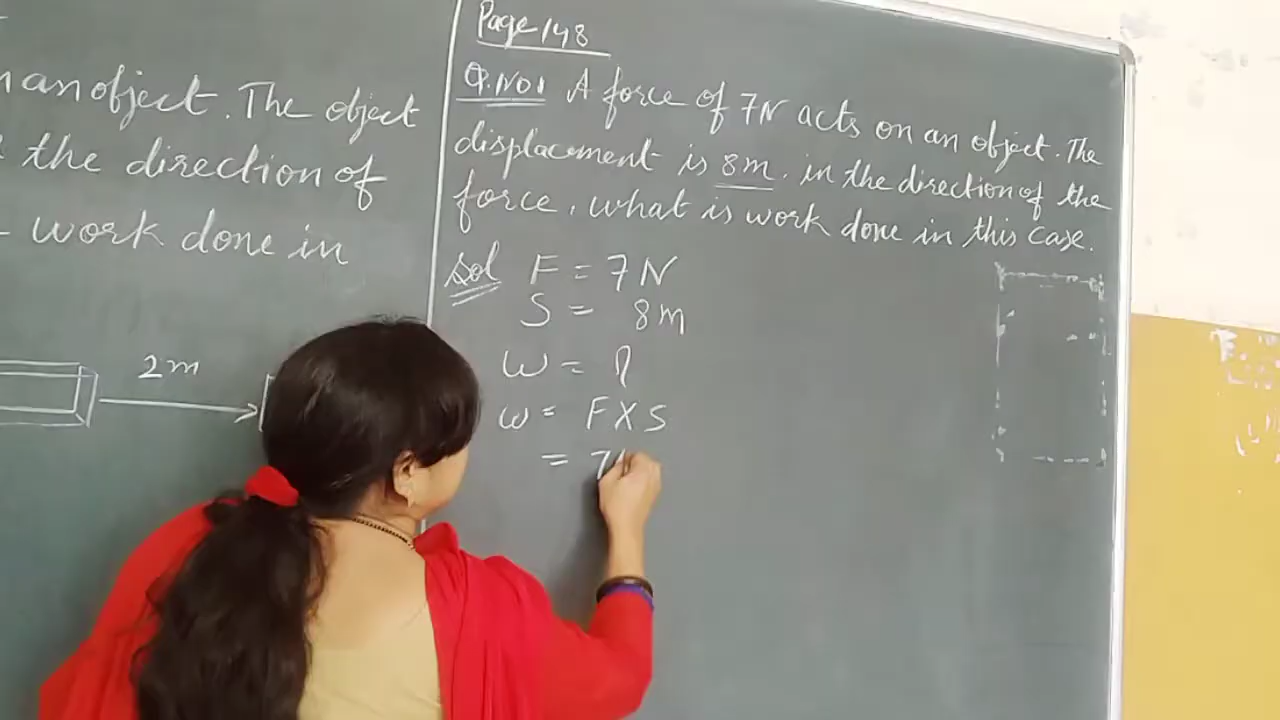 n an object. The object
the direction of
work done in
2m
Page 148
Q.No1 A force of 7N acts on an object. The
displacement is 8m. in the direction of the
force, what is work done in this case.
Sol F = 7N
S = 8m
W = ?
W = F X S
= 7